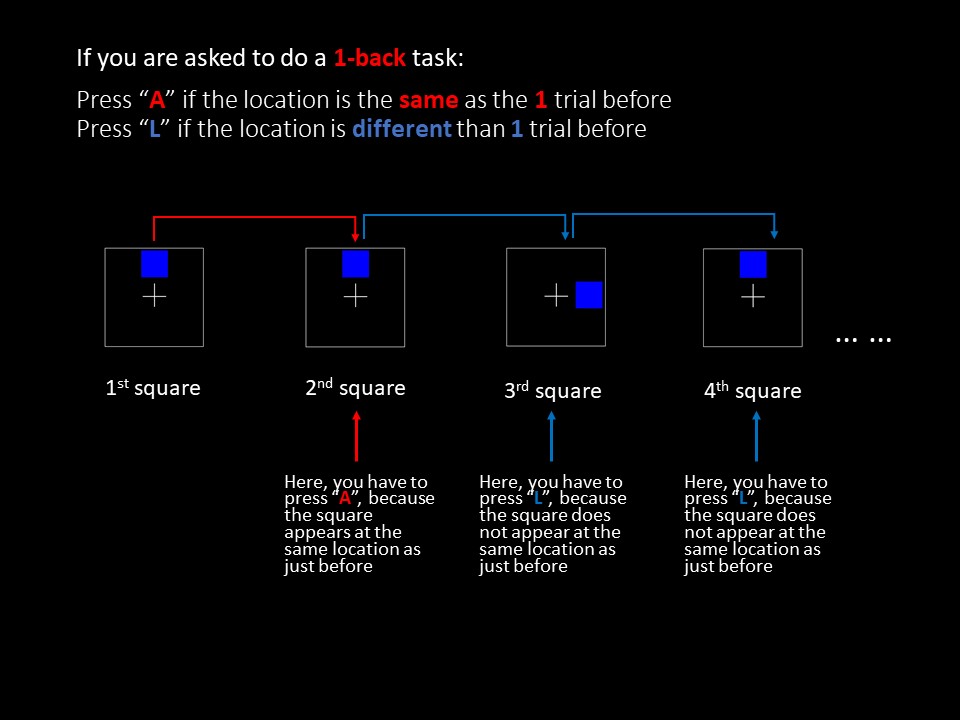 If you are asked to do a 1-back task:
Press “A” if the location is the same as the 1 trial before
Press “L” if the location is different than 1 trial before
... ...
1st square
2nd square
3rd square
4th square
Here, you have to
press “A”, because
the square
appears at the
same location as
just before
Here, you have to
press “L”, because
the square does
not appear at the
same location as
just before
Here, you have to
press “L”, because
the square does
not appear at the
same location as
just before